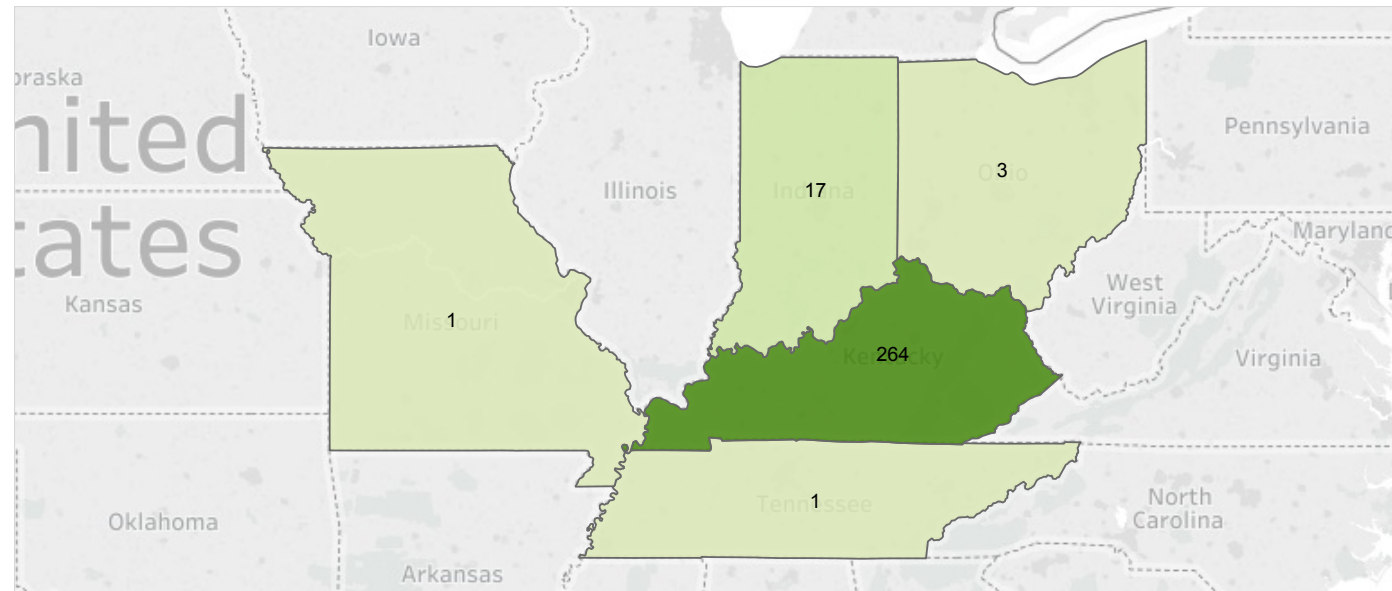 Iowa
braska
nited
tates
Pennsylvania
Illinois
Indiana
17
Ohio
3
Maryland
Kansas
West
Virginia
Missouri
1
Kentucky
264
Virginia
Tennessee
1
North
Carolina
Oklahoma
Arkansas